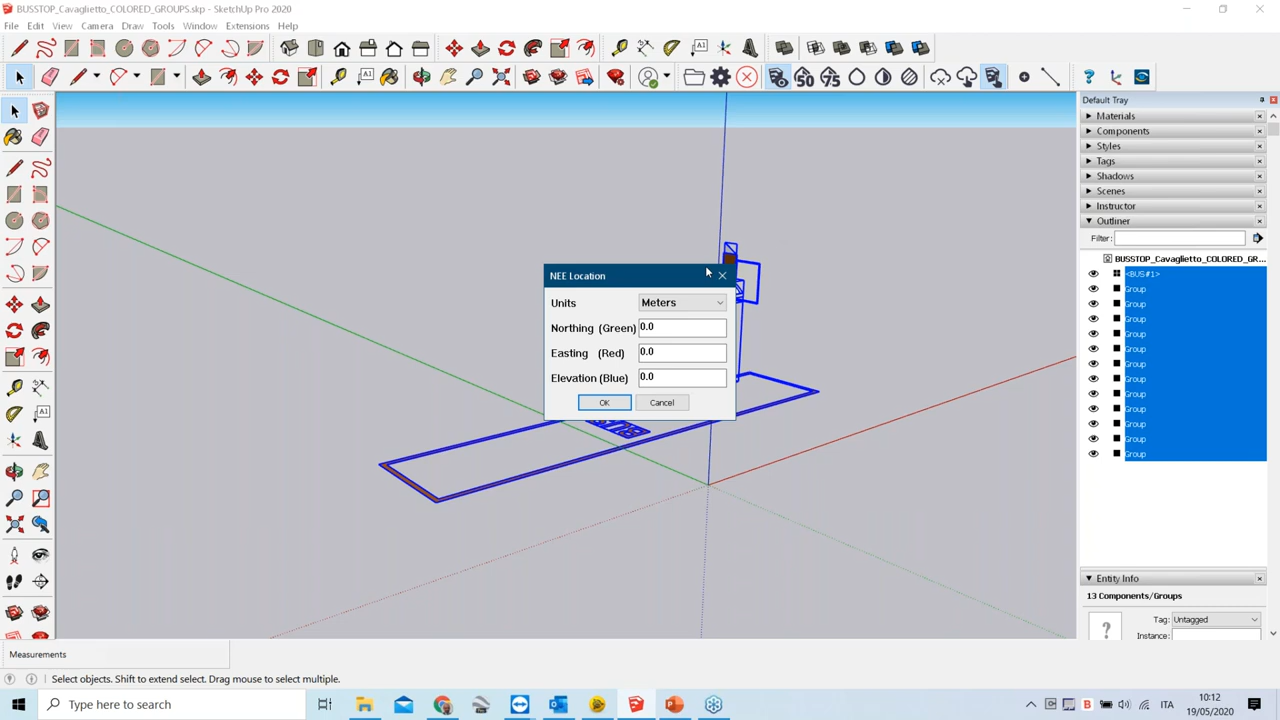 BUSSTOP_Cavaglietto_COLORED_GROUPS.skp - SketchUp Pro 2020
File Edit View Camera Draw Tools Window Extensions Help
50 75
Default Tray
Materials
Components
Styles
Tags
Shadows
Scenes
Instructor
Outliner
Filter:
BUSSTOP_Cavaglietto_COLORED_GR...
<BUS#1>
Group
Group
Group
Group
Group
Group
Group
Group
Group
Group
Group
Group
NEE Location
Units Meters
Northing (Green) 0.0
Easting (Red) 0.0
Elevation (Blue) 0.0
OK Cancel
Entity Info
13 Components/Groups
?
Tag: Untagged
Instance:
Measurements
Select objects. Shift to extend select. Drag mouse to select multiple.
Type here to search
ITA
10:12
19/05/2020